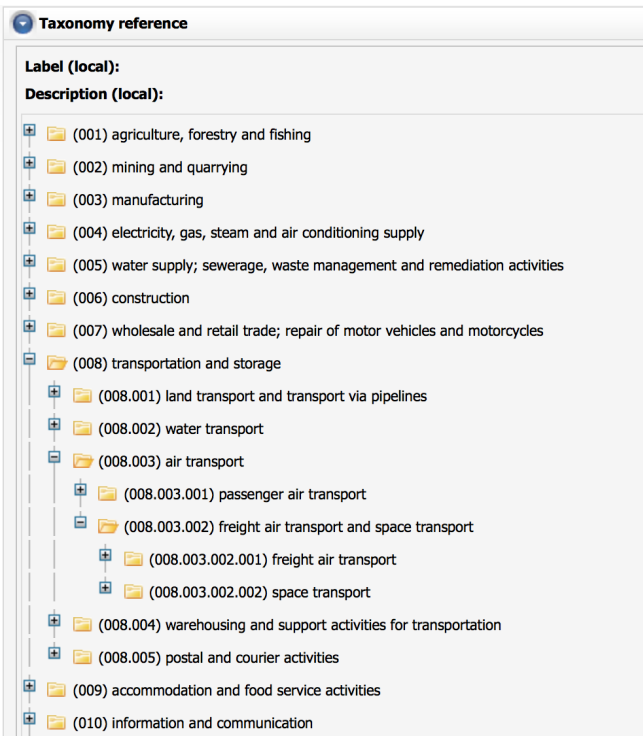 Taxonomy reference
Label (local):
Description (local):
(001) agriculture, forestry and fishing
(002) mining and quarrying
(003) manufacturing
(004) electricity, gas, steam and air conditioning supply
(005) water supply; sewerage, waste management and remediation activities
(006) construction
(007) wholesale and retail trade; repair of motor vehicles and motorcycles
(008) transportation and storage
(008.001) land transport and transport via pipelines
(008.002) water transport
(008.003) air transport
(008.003.001) passenger air transport
(008.003.002) freight air transport and space transport
(008.003.002.001) freight air transport
(008.003.002.002) space transport
(008.004) warehousing and support activities for transportation
(008.005) postal and courier activities
(009) accommodation and food service activities
(010) information and communication